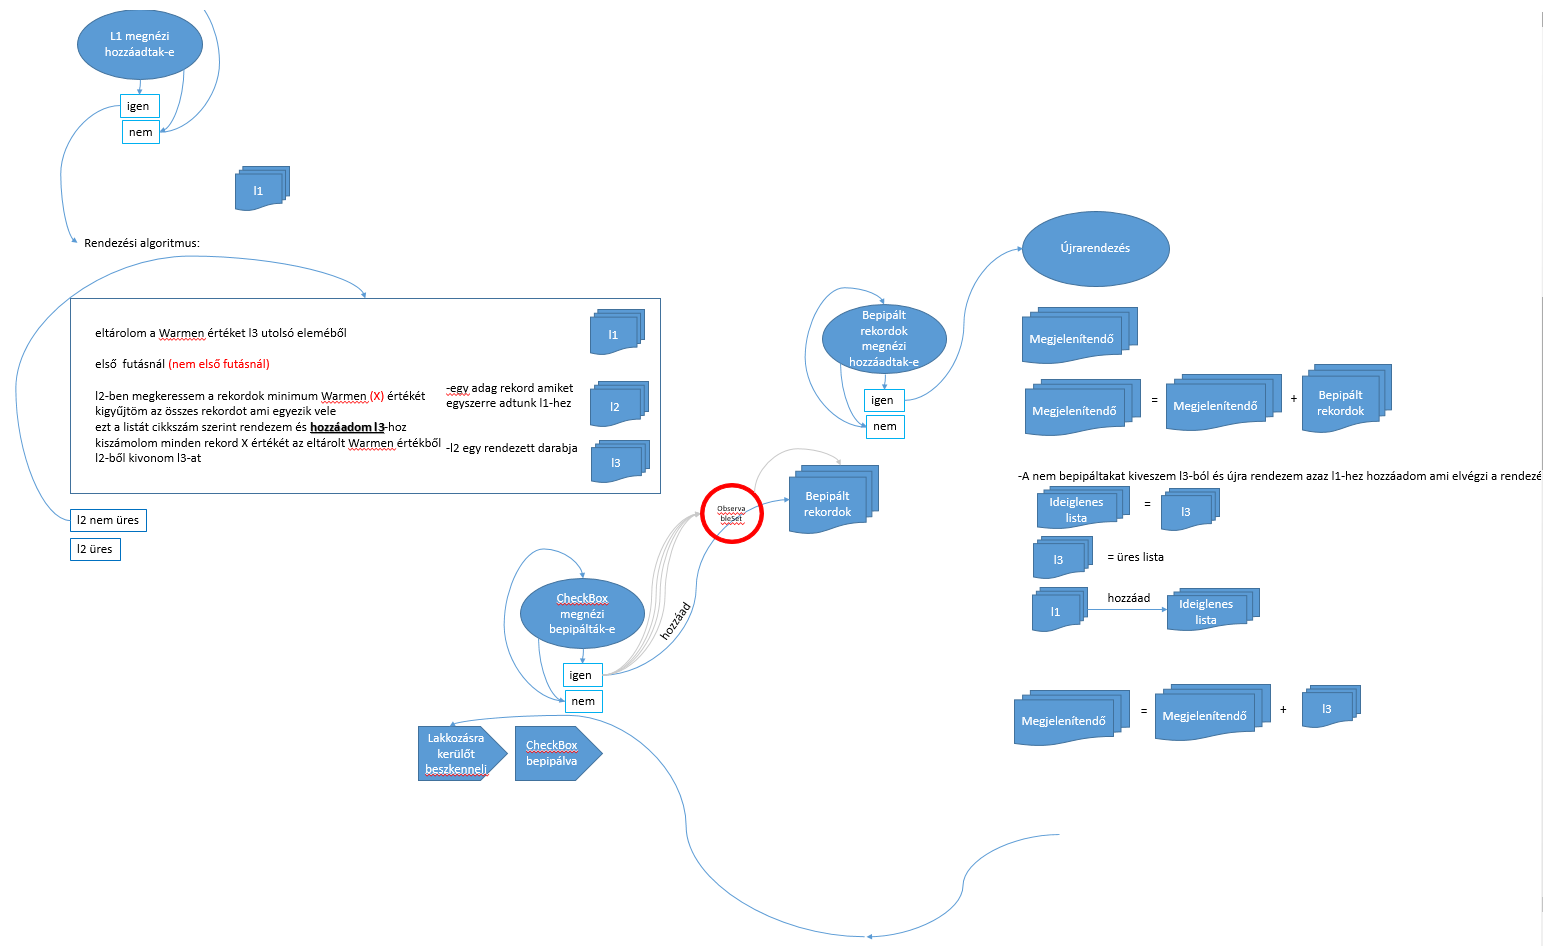 L1 megnézi
hozzáadtak-e
igen
nem
l1
Rendezési algoritmus:
eltárolom a Warmen értéket l3 utolsó eleméből
első  futásnál (nem első futásnál)
l2-ben megkeressem a rekordok minimum Warmen (X) értékét
kigyűjtöm az összes rekordot ami egyezik vele
ezt a listát cikkszám szerint rendezem és hozzáadom l3-hoz
kiszámolom minden rekord X értékét az eltárolt Warmen értékből
l2-ből kivonom l3-at
l1
-egy adag rekord amiket
egyszerre adtunk l1-hez
l2
-l2 egy rendezett darabja
l3
l2 nem üres
l2 üres
CheckBox
megnézi
bepipálták-e
igen
nem
hozzáad
Lakkozásra
kerülőt
beszkenneli
CheckBox
bepipálva
Observa
bleSet
Bepipált
rekordok
Bepipált
rekordok
megnézi
hozzáadtak-e
igen
nem
Újrarendezés
Megjelenítendő
Megjelenítendő
=
Megjelenítendő
+
Bepipált
rekordok
-A nem bepipáltakat kiveszem l3-ból és újra rendezem azaz l1-hez hozzáadom ami elvégzi a rendezé
Ideiglenes
lista
=
l3
l3
= üres lista
l1
hozzáad
Ideiglenes
lista
Megjelenítendő
=
Megjelenítendő
+
l3